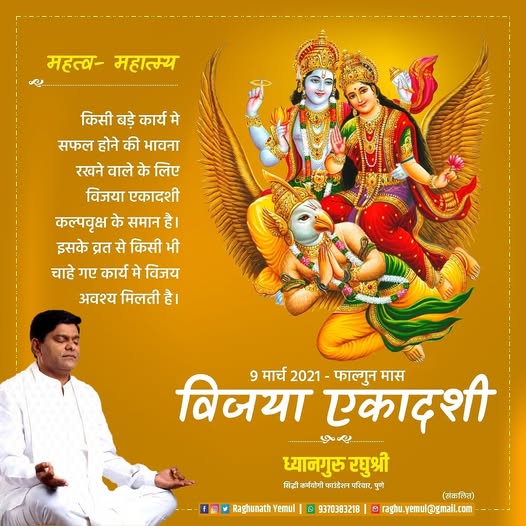 महत्व- महात्म्य
किसी बड़े कार्य मे
सफल होने की भावना
रखने वाले के लिए
विजया एकादशी
कल्पवृक्ष के समान है।
इसके व्रत से किसी भी
चाहे गए कार्य मे विजय
अवश्य मिलती है।
9 मार्च 2021 - फाल्गुन मास
विजया एकादशी
ध्यानगुरु रघुश्री
सिद्धी कर्मयोगी फाउंडेशन परिवार, पुणे
(संकलित)
Raghunath Yemul | 9370383218 | raghu.yemul@gmail.com